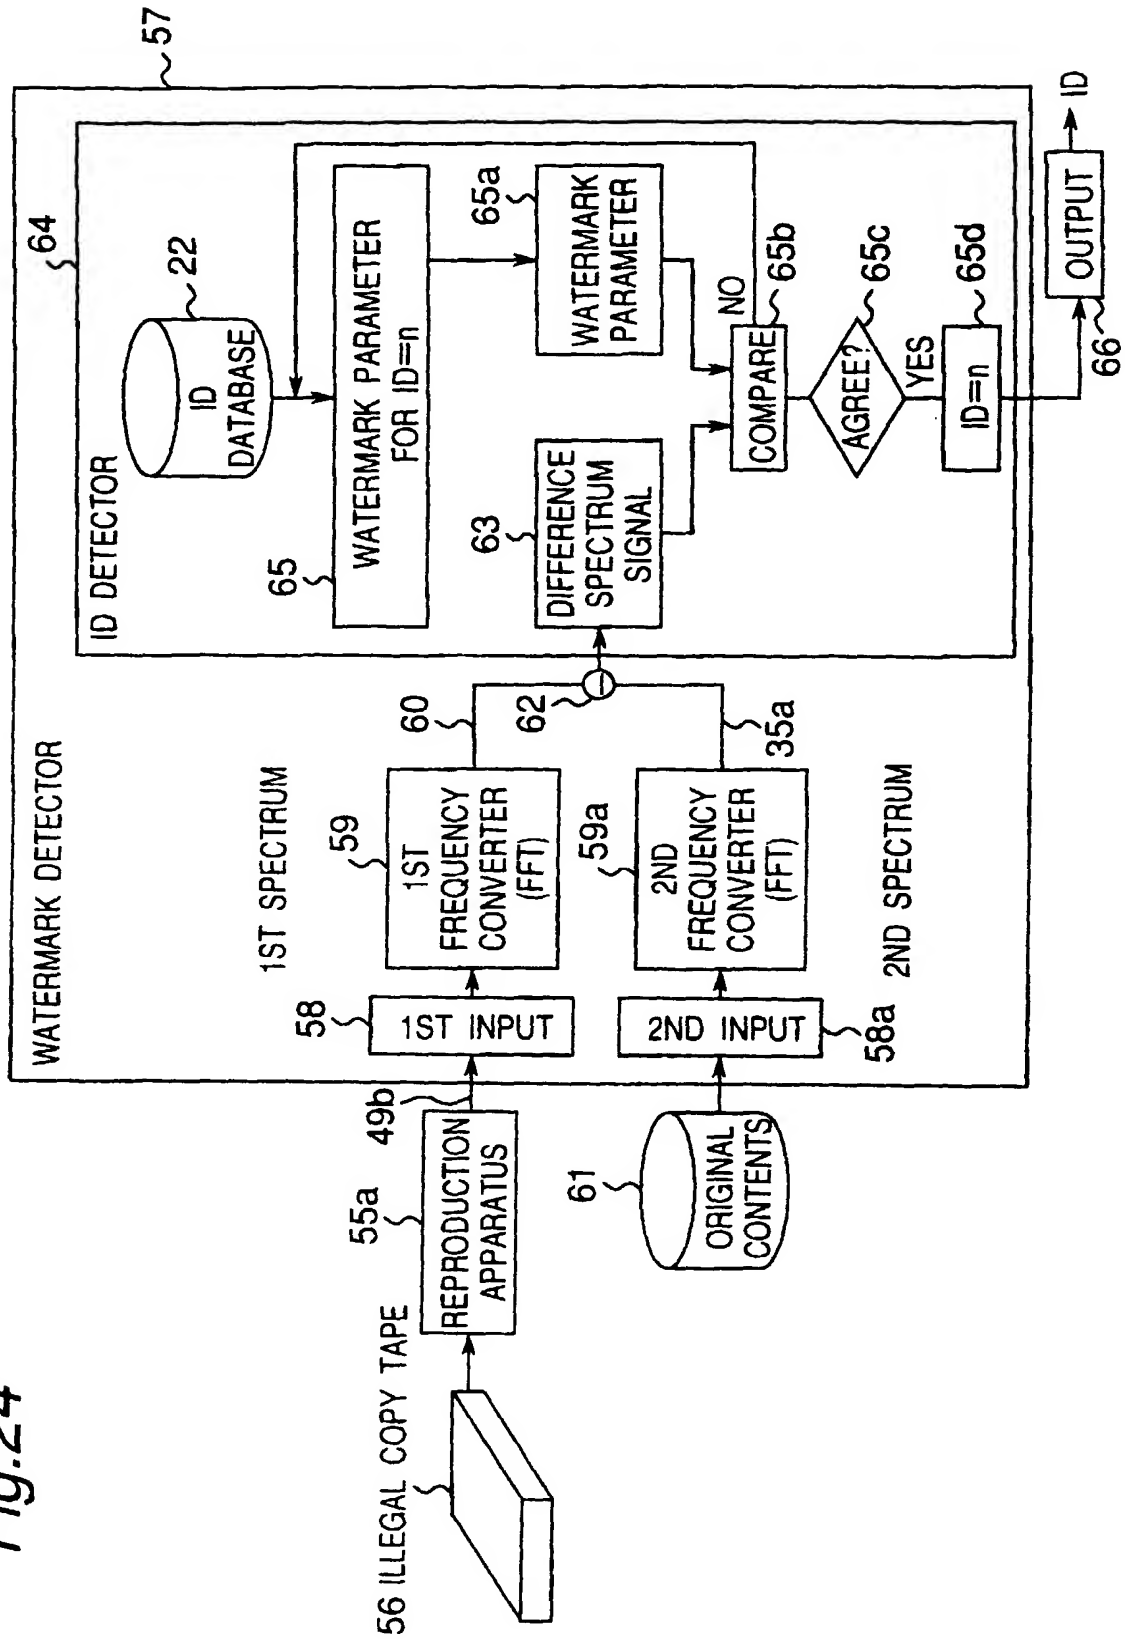 Fig.24
WATERMARK DETECTOR
57
ID DETECTOR
64
22
ID
DATABASE
65
WATERMARK PARAMETER
FOR ID=n
65a
WATERMARK
PARAMETER
63
DIFFERENCE
SPECTRUM
SIGNAL
COMPARE
65b
NO
AGREE?
65c
YES
ID=n
65d
OUTPUT
66
ID
1ST SPECTRUM
59
1ST
FREQUENCY
CONVERTER
(FFT)
60
62
58
1ST INPUT
49b
55a
REPRODUCTION
APPARATUS
56 ILLEGAL COPY TAPE
61
ORIGINAL
CONTENTS
2ND INPUT
58a
59a
2ND
FREQUENCY
CONVERTER
(FFT)
35a
2ND SPECTRUM